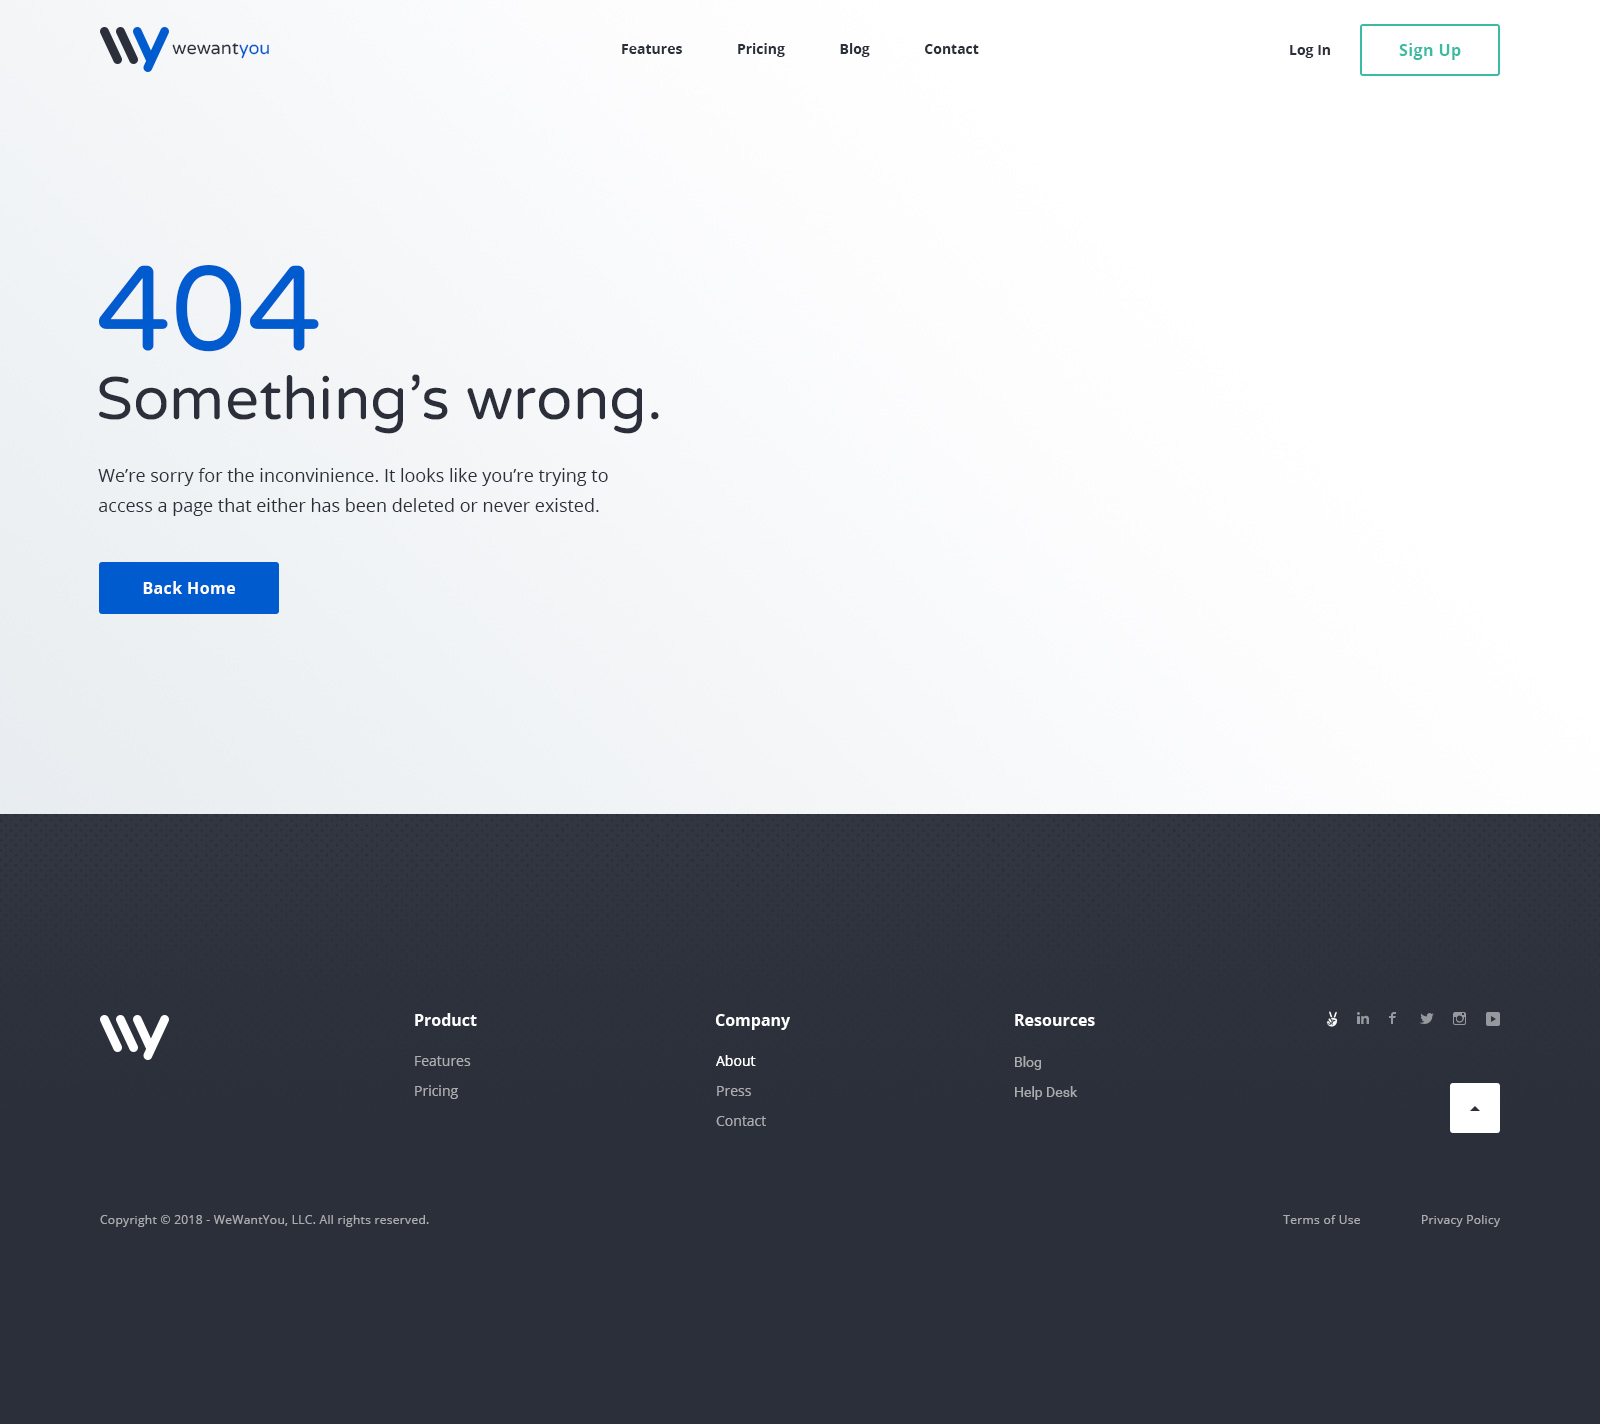 wewantyou
Features Pricing Blog Contact
Log In Sign Up
404
Something’s wrong.
We’re sorry for the inconvinience. It looks like you’re trying to
access a page that either has been deleted or never existed.
Back Home
Product
Features
Pricing
Company
About
Press
Contact
Resources
Blog
Help Desk
Copyright © 2018 - WeWantYou, LLC. All rights reserved.
Terms of Use Privacy Policy